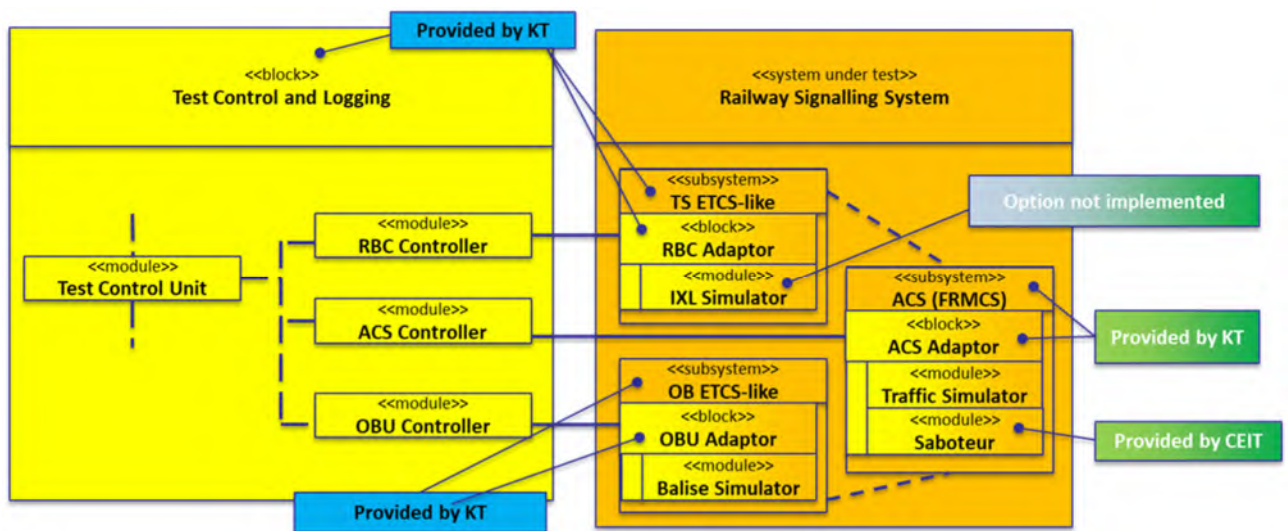 Provided by KT
<<block>>
Test Control and Logging
<<system under test>>
Railway Signalling System
<<subsystem>>
TS ETCS-like
<<block>>
RBC Adaptor
<<module>>
IXL Simulator
Option not implemented
<<module>>
RBC Controller
<<module>>
Test Control Unit
<<module>>
ACS Controller
<<module>>
OBU Controller
<<subsystem>>
ACS (FRMCS)
<<block>>
ACS Adaptor
<<module>>
Traffic Simulator
<<module>>
Saboteur
Provided by KT
Provided by CEIT
<<subsystem>>
OB ETCS-like
<<block>>
OBU Adaptor
<<module>>
Balise Simulator
Provided by KT